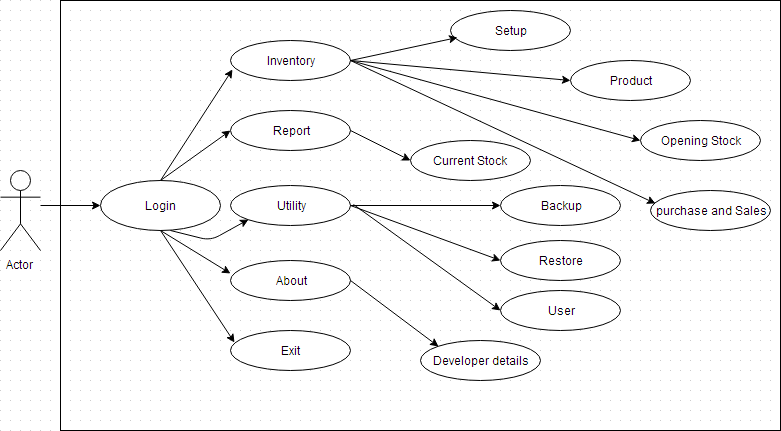 Setup
Inventory
Product
Report
Opening Stock
Current Stock
Login
Utility
Backup
purchase and Sales
Actor
Restore
About
User
Exit
Developer details